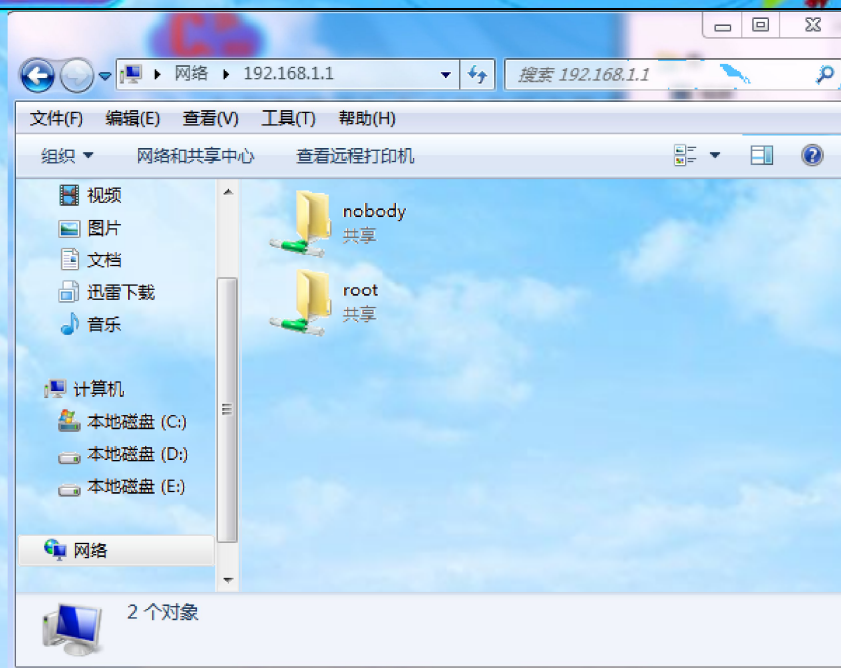 网络 192.168.1.1
搜索 192.168.1.1
文件(F) 编辑(E) 查看(V) 工具(T) 帮助(H)
组织 网络和共享中心 查看远程打印机
视频
图片
文档
迅雷下载
音乐
计算机
本地磁盘 (C:)
本地磁盘 (D:)
本地磁盘 (E:)
网络
nobody
共享
root
共享
2 个对象